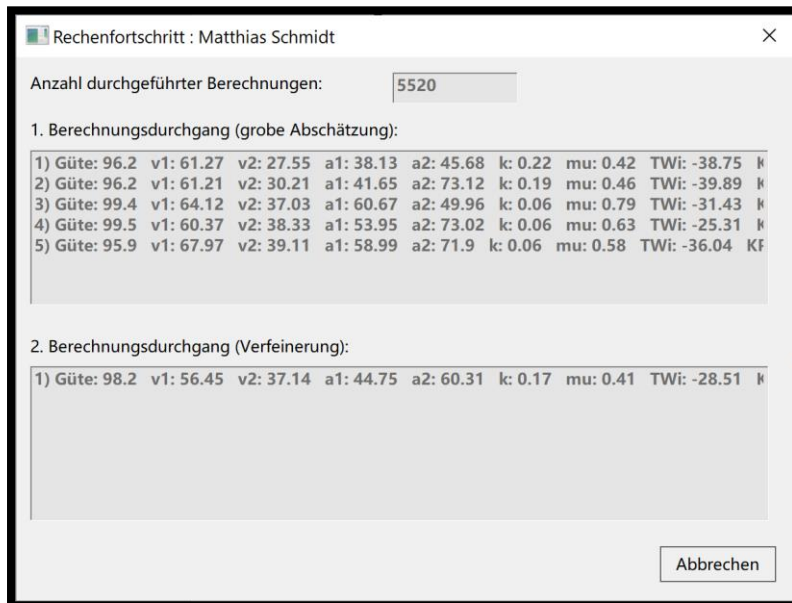 Rechenfortschritt : Matthias Schmidt
Anzahl durchgeführter Berechnungen: 5520
1. Berechnungsdurchgang (grobe Abschätzung):
1) Güte: 96.2 v1: 61.27 v2: 27.55 a1: 38.13 a2: 45.68 k: 0.22 mu: 0.42 TWi: -38.75
2) Güte: 96.2 v1: 61.21 v2: 30.21 a1: 41.65 a2: 73.12 k: 0.19 mu: 0.46 TWi: -39.89
3) Güte: 99.4 v1: 64.12 v2: 37.03 a1: 60.67 a2: 49.96 k: 0.06 mu: 0.79 TWi: -31.43
4) Güte: 99.5 v1: 60.37 v2: 38.33 a1: 53.95 a2: 73.02 k: 0.06 mu: 0.63 TWi: -25.31
5) Güte: 95.9 v1: 67.97 v2: 39.11 a1: 58.99 a2: 71.9 k: 0.06 mu: 0.58 TWi: -36.04
2. Berechnungsdurchgang (Verfeinerung):
1) Güte: 98.2 v1: 56.45 v2: 37.14 a1: 44.75 a2: 60.31 k: 0.17 mu: 0.41 TWi: -28.51
Abbrechen